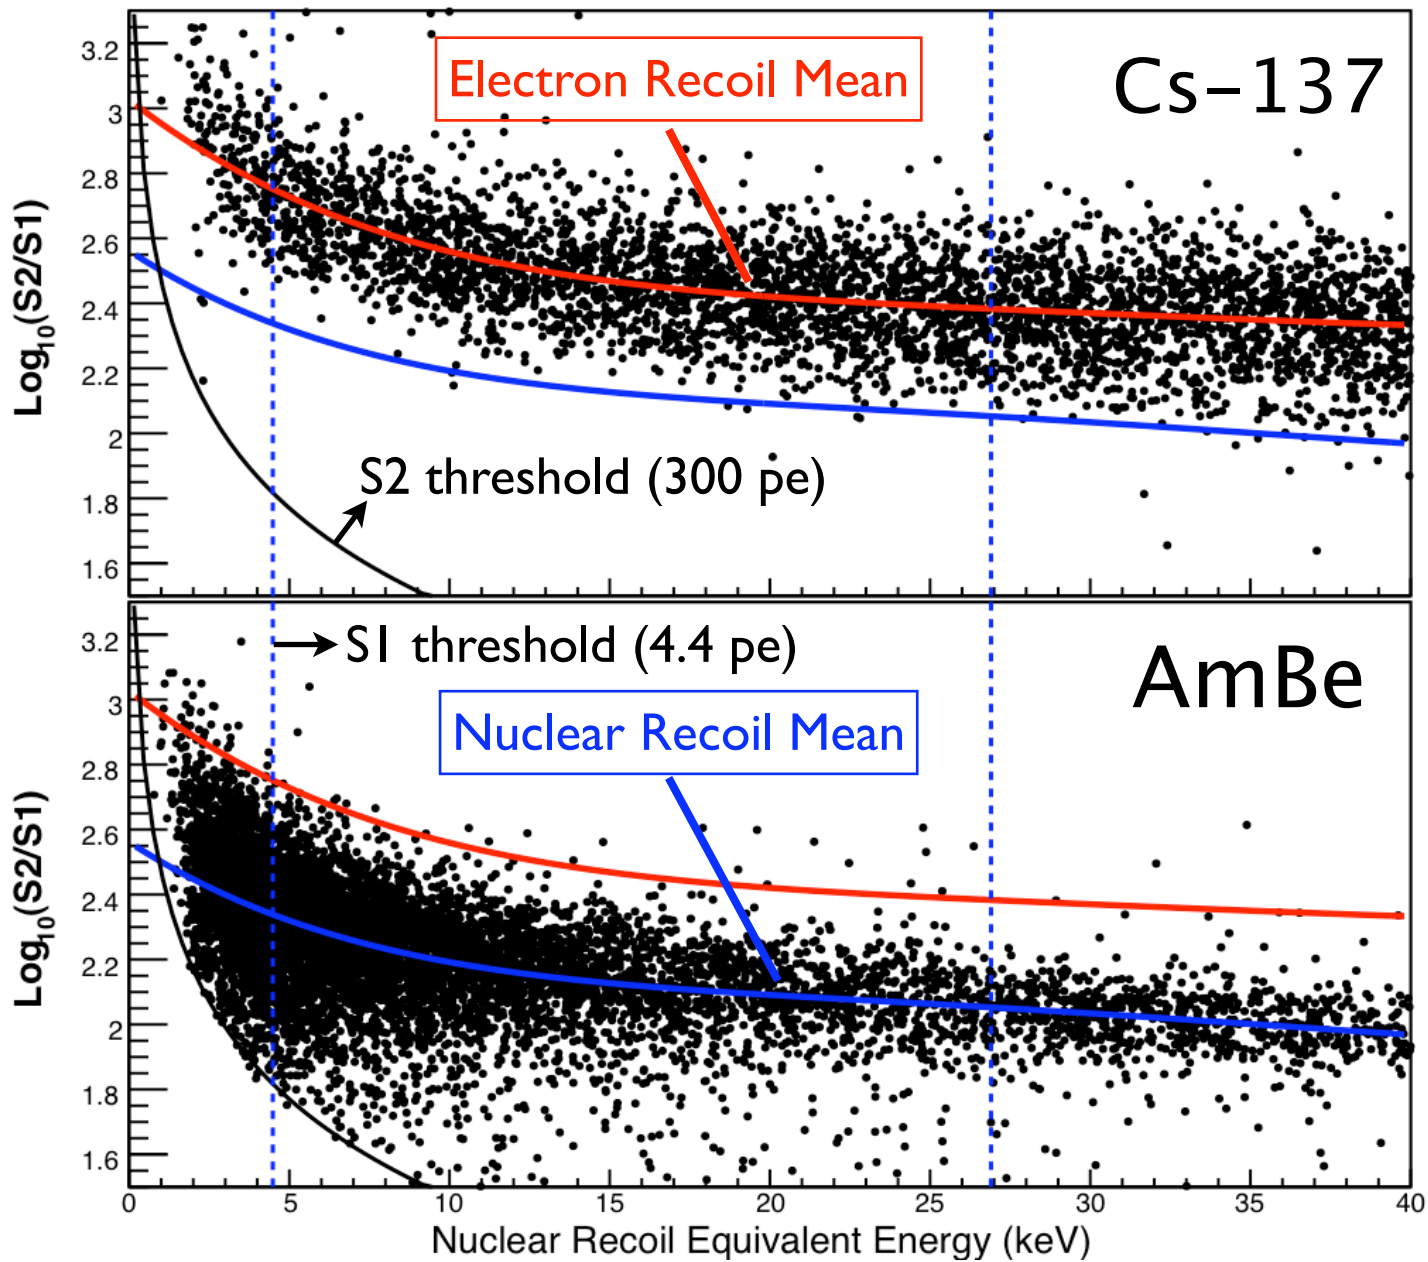 3.2
3
2.8
2.6
2.4
2.2
2
1.8
1.6
Log10(S2/S1)
Electron Recoil Mean
Cs-137
S2 threshold (300 pe)
3.2
3
2.8
2.6
2.4
2.2
2
1.8
1.6
Log10(S2/S1)
S1 threshold (4.4 pe)
AmBe
Nuclear Recoil Mean
0 5 10 15 20 25 30 35 40
Nuclear Recoil Equivalent Energy (keV)